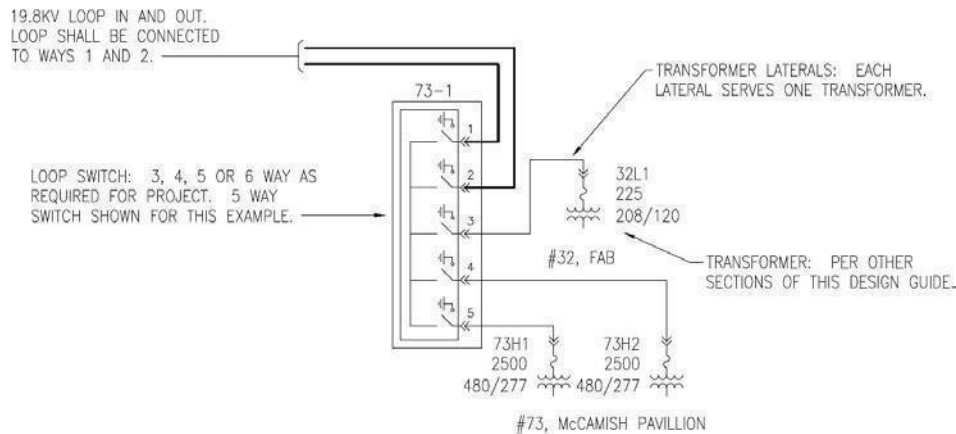 19.8KV LOOP IN AND OUT.
LOOP SHALL BE CONNECTED
TO WAYS 1 AND 2.
TRANSFORMER LATERALS: EACH
LATERAL SERVES ONE TRANSFORMER.
73-1
1
2
3
4
5
LOOP SWITCH: 3, 4, 5 OR 6 WAY AS
REQUIRED FOR PROJECT. 5 WAY
SWITCH SHOWN FOR THIS EXAMPLE.
32L1
225
208/120
#32, FAB
TRANSFORMER: PER OTHER
SECTIONS OF THIS DESIGN GUIDE.
73H1
2500
480/277
73H2
2500
480/277
#73, McCAMISH PAVILLION